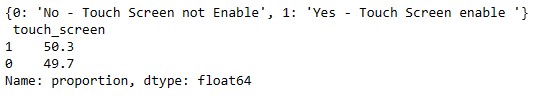 {0: 'No - Touch Screen not Enable', 1: 'Yes - Touch Screen enable '}
 touch_screen
1    50.3
0    49.7
Name: proportion, dtype: float64